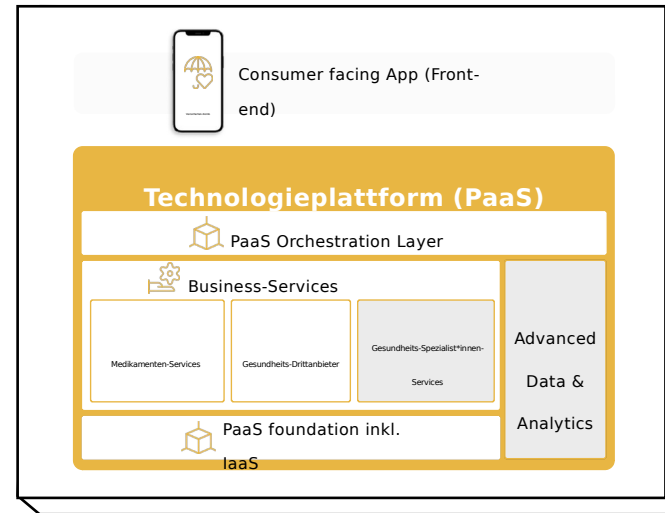 Consumer facing App (Front-
end)
Technologieplattform (PaaS)
PaaS Orchestration Layer
Business-Services
Medikamenten-Services
Gesundheits-Drittanbieter
Gesundheits-Spezialist*innen-
Services
Advanced
Data &
Analytics
PaaS foundation inkl.
IaaS